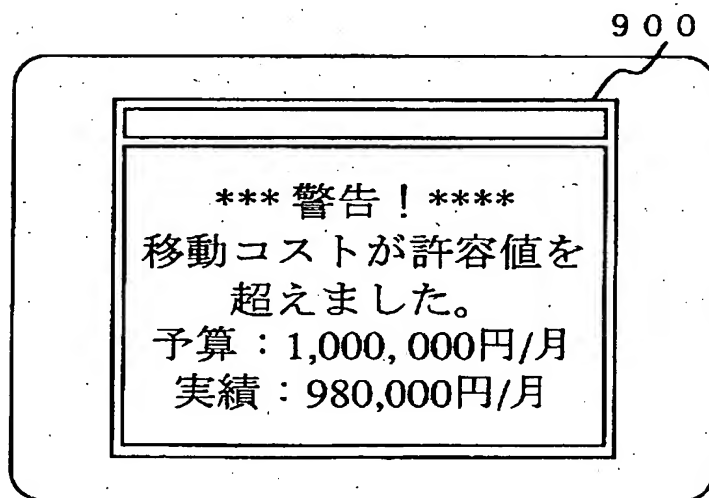 ９００
*** 警告！****
移動コストが許容値を
超えました。
予算：1,000,000円/月
実績：980,000円/月